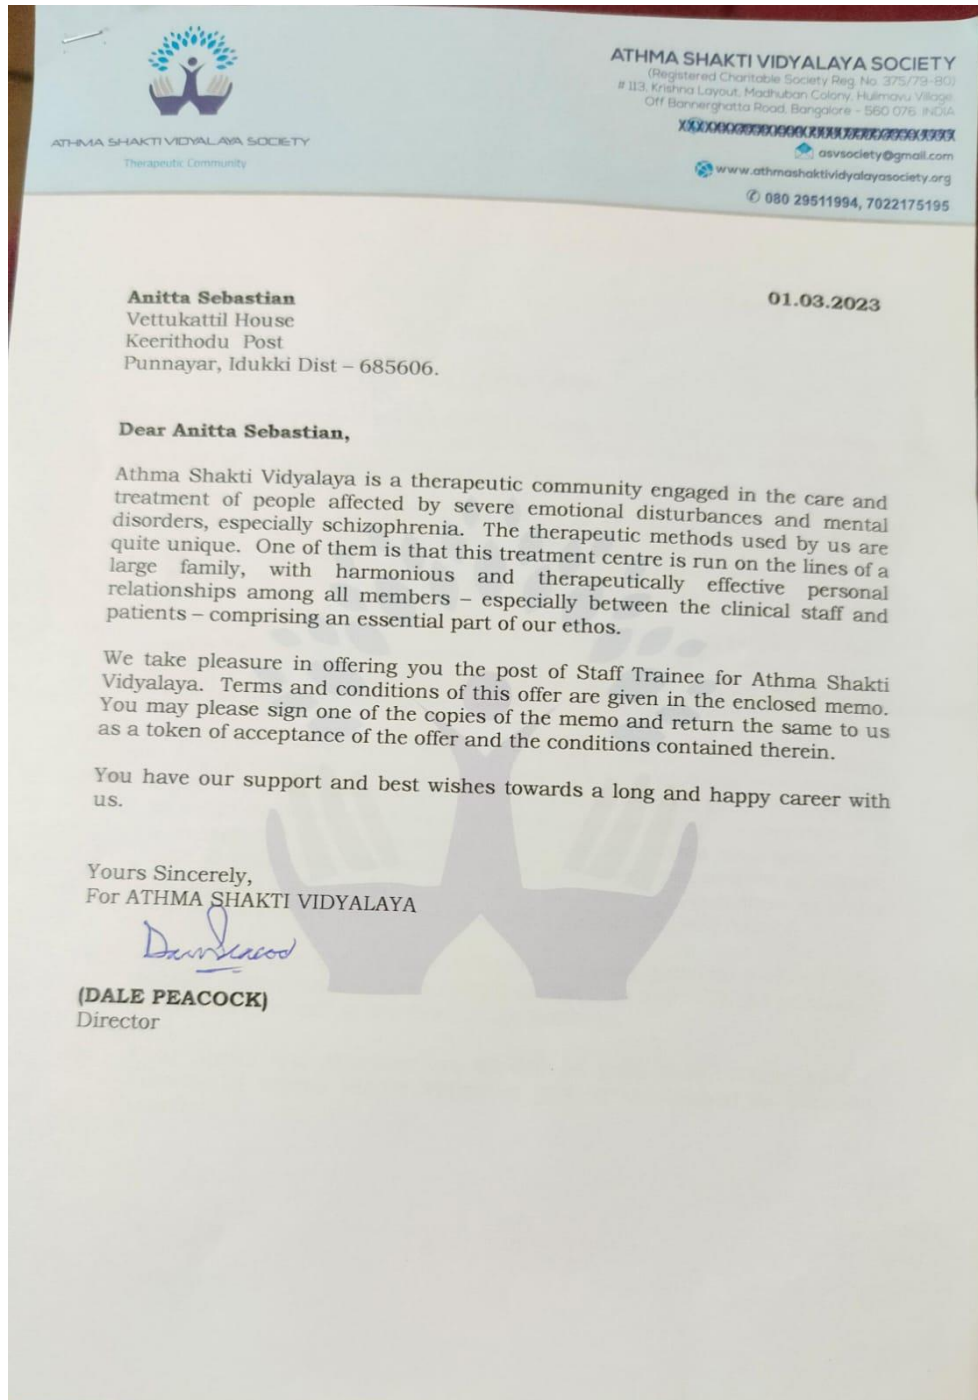 ATHMA SHAKTI VIDYALAYA SOCIETY
Therapeutic Community
ATHMA SHAKTI VIDYALAYA SOCIETY
(Registered Charitable Society Reg. No. 375/79-80)
# 113, Krishna Layout, Madhuban Colony, Hulimavu Village,
Off Bannerghatta Road, Bangalore - 560 076. INDIA
asvsociety@gmail.com
www.athmashaktividyalayasociety.org
080 29511994, 7022175195
Anitta Sebastian
01.03.2023
Vettukattil House
Keerithodu Post
Punnayar, Idukki Dist – 685606.
Dear Anitta Sebastian,
Athma Shakti Vidyalaya is a therapeutic community engaged in the care and
treatment of people affected by severe emotional disturbances and mental
disorders, especially schizophrenia. The therapeutic methods used by us are
quite unique. One of them is that this treatment centre is run on the lines of a
large family, with harmonious and therapeutically effective personal
relationships among all members – especially between the clinical staff and
patients – comprising an essential part of our ethos.
We take pleasure in offering you the post of Staff Trainee for Athma Shakti
Vidyalaya. Terms and conditions of this offer are given in the enclosed memo.
You may please sign one of the copies of the memo and return the same to us
as a token of acceptance of the offer and the conditions contained therein.
You have our support and best wishes towards a long and happy career with
us.
Yours Sincerely,
For ATHMA SHAKTI VIDYALAYA
(DALE PEACOCK)
Director